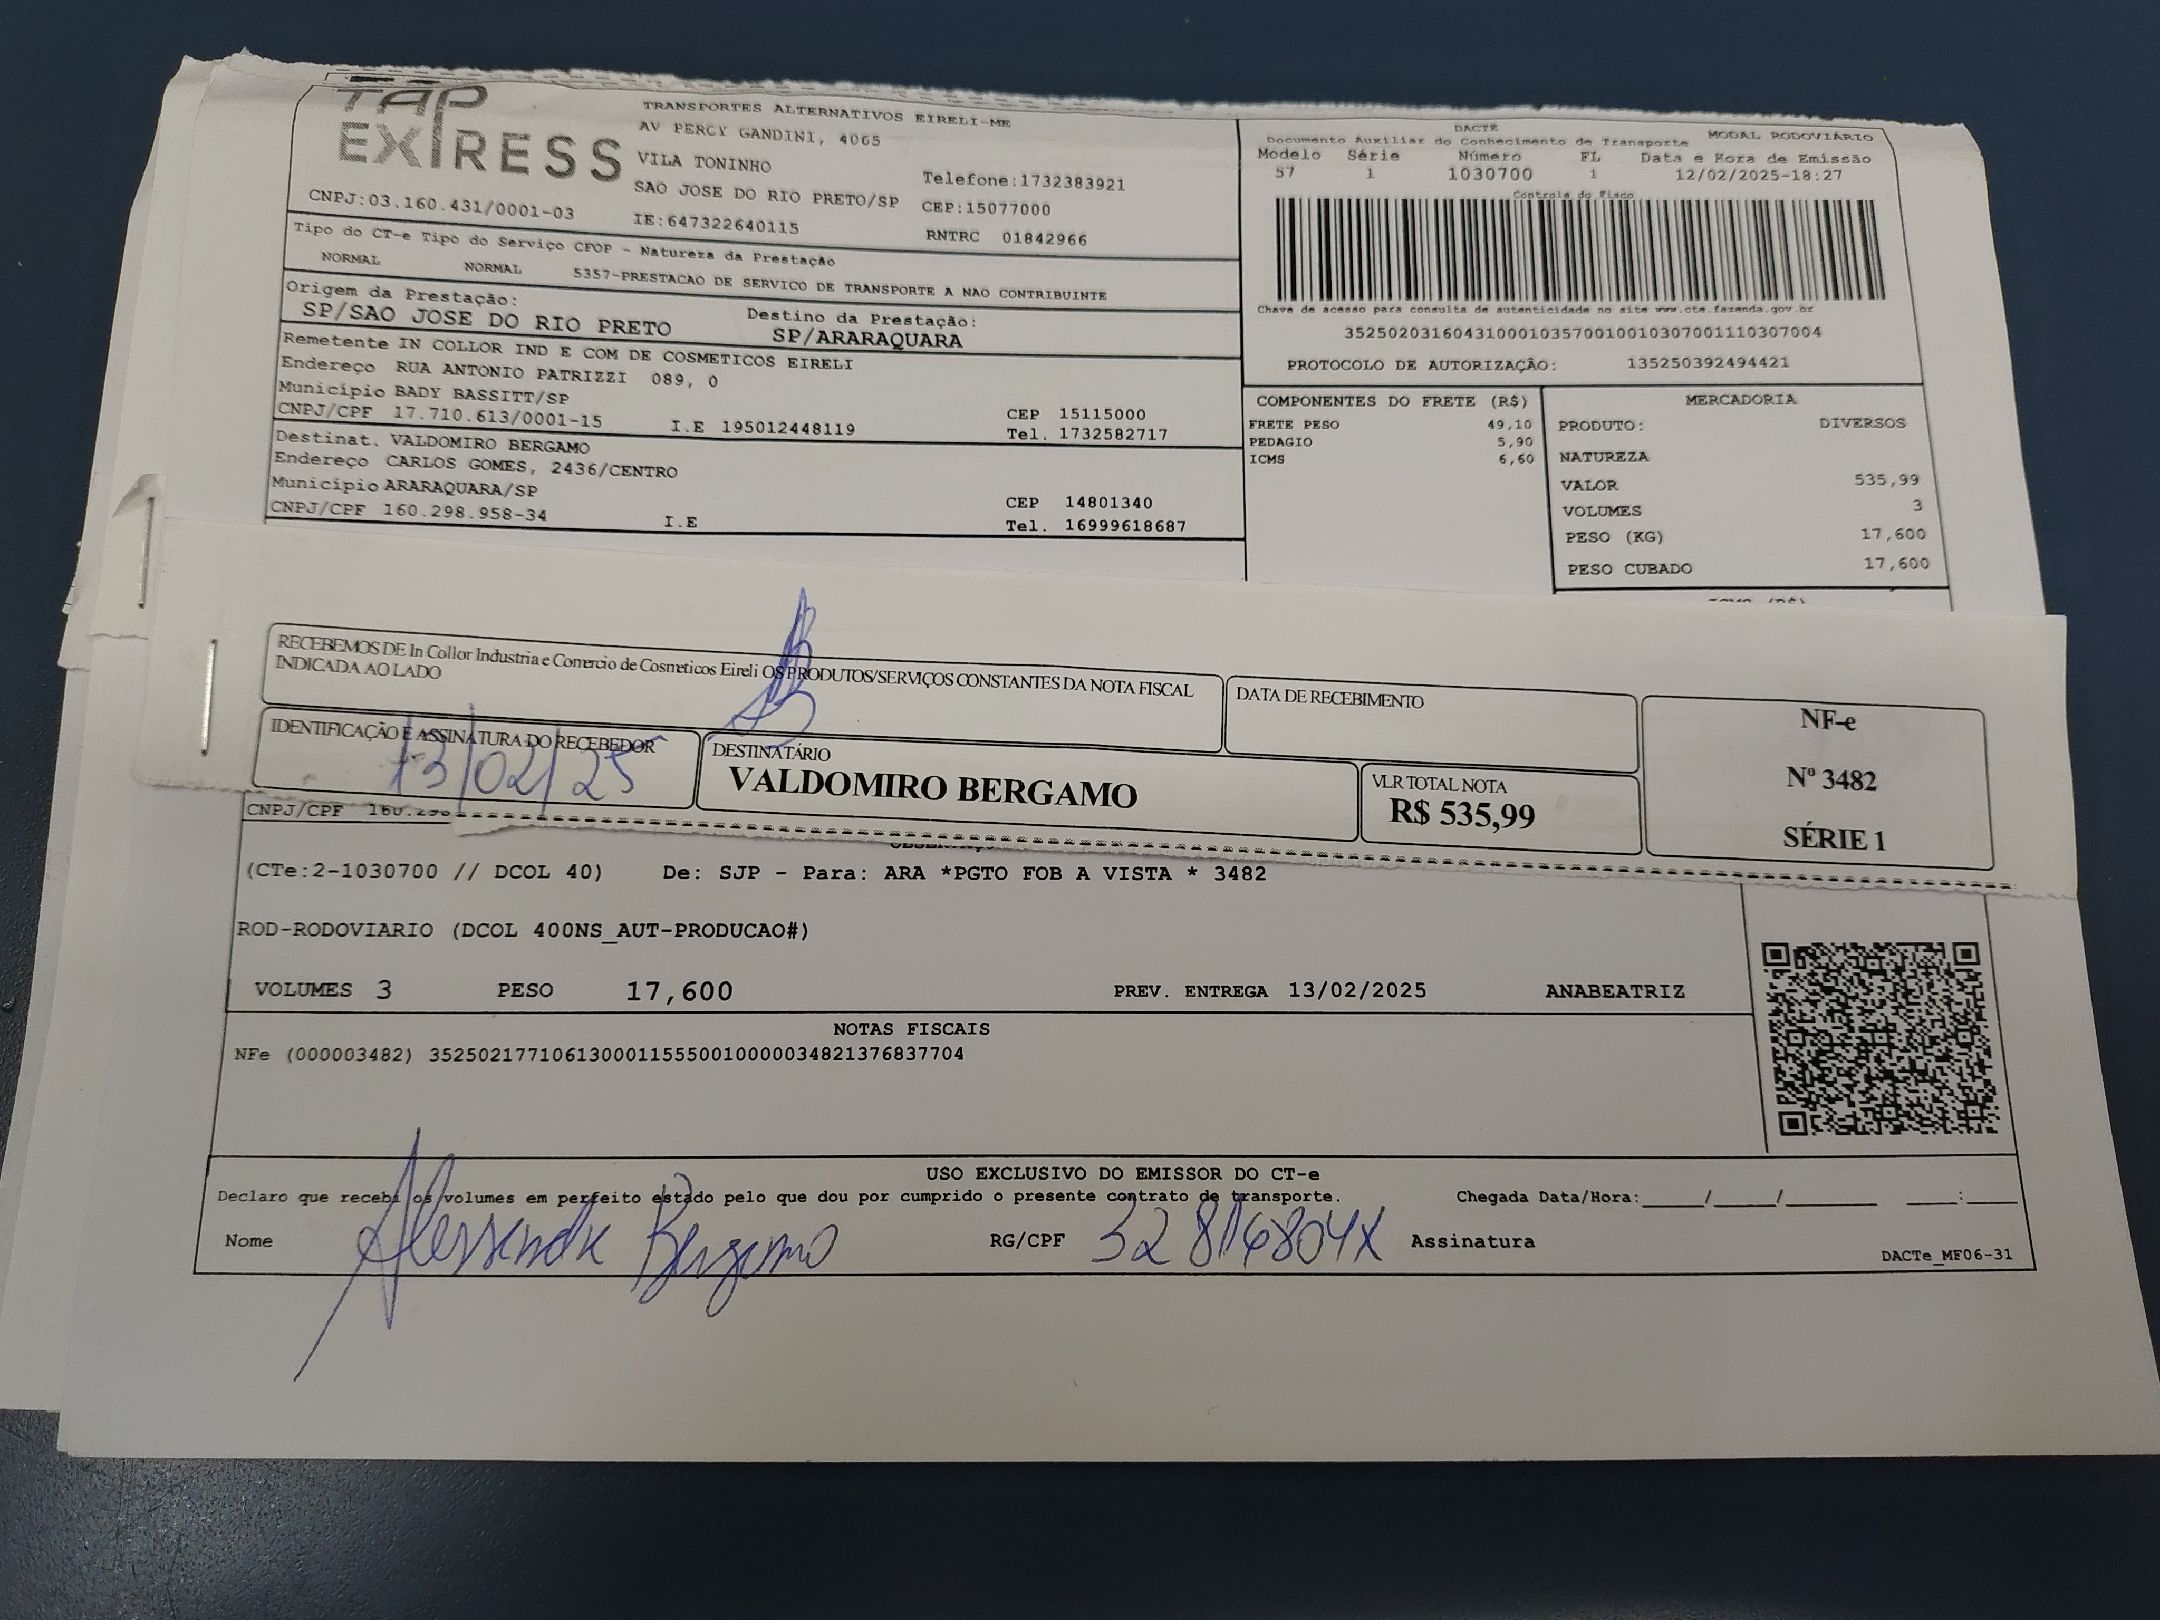 TAP EXPRESS
TRANSPORTES ALTERNATIVOS EIRELI-ME
AV PERCY GANDINI, 4065
VILA TONINHO
SAO JOSE DO RIO PRETO/SP
Telefone:1732383921
CEP:15077000
CNPJ:03.160.431/0001-03
IE:647322640115
RNTRC 01842966
DACTE
MODAL RODOVIÁRIO
Documento Auxiliar do Conhecimento de Transporte
Modelo Série Número FL Data e Hora de Emissão
57 1 1030700 1 12/02/2025-18:27
Controle do Fisco
Chave de acesso para consulta de autenticidade no site www.cte.fazenda.gov.br
35250203160431000103570010010307001110307004
PROTOCOLO DE AUTORIZAÇÃO: 135250392494421
Tipo do CT-e Tipo do Serviço CFOP - Natureza da Prestação
NORMAL NORMAL 5357-PRESTACAO DE SERVICO DE TRANSPORTE A NAO CONTRIBUINTE
Origem da Prestação: Destino da Prestação:
SP/SAO JOSE DO RIO PRETO SP/ARARAQUARA
Remetente IN COLLOR IND E COM DE COSMETICOS EIRELI
Endereço RUA ANTONIO PATRIZZI 089, 0
Município BADY BASSITT/SP CEP 15115000
CNPJ/CPF 17.710.613/0001-15 I.E 195012448119 Tel. 1732582717
Destinat. VALDOMIRO BERGAMO
Endereço CARLOS GOMES, 2436/CENTRO
Município ARARAQUARA/SP CEP 14801340
CNPJ/CPF 160.298.958-34 I.E Tel. 16999618687
COMPONENTES DO FRETE (R$)
FRETE PESO 49,10
PEDAGIO 5,90
ICMS 6,60
MERCADORIA
PRODUTO: DIVERSOS
NATUREZA
VALOR 535,99
VOLUMES 3
PESO (KG) 17,600
PESO CUBADO 17,600
RECEBEMOS DE In Collor Industria e Comercio de Cosmeticos Eireli OS PRODUTOS/SERVIÇOS CONSTANTES DA NOTA FISCAL
INDICADA AO LADO
DATA DE RECEBIMENTO
IDENTIFICAÇÃO E ASSINATURA DO RECEBEDOR
13/02/25
DESTINATÁRIO
VALDOMIRO BERGAMO
VLR TOTAL NOTA
R$ 535,99
NF-e
Nº 3482
SÉRIE 1
CNPJ/CPF
(CTe:2-1030700 // DCOL 40) De: SJP - Para: ARA *PGTO FOB A VISTA * 3482
ROD-RODOVIARIO (DCOL 400NS_AUT-PRODUCAO#)
VOLUMES 3 PESO 17,600 PREV. ENTREGA 13/02/2025 ANABEATRIZ
NOTAS FISCAIS
NFe (000003482) 35250217710613000115550010000034821376837704
USO EXCLUSIVO DO EMISSOR DO CT-e
Declaro que recebi os volumes em perfeito estado pelo que dou por cumprido o presente contrato de transporte. Chegada Data/Hora:____/____/______ ___:___
Nome Alessandra Bergamo RG/CPF 32816804X Assinatura
DACTe_MF06-31